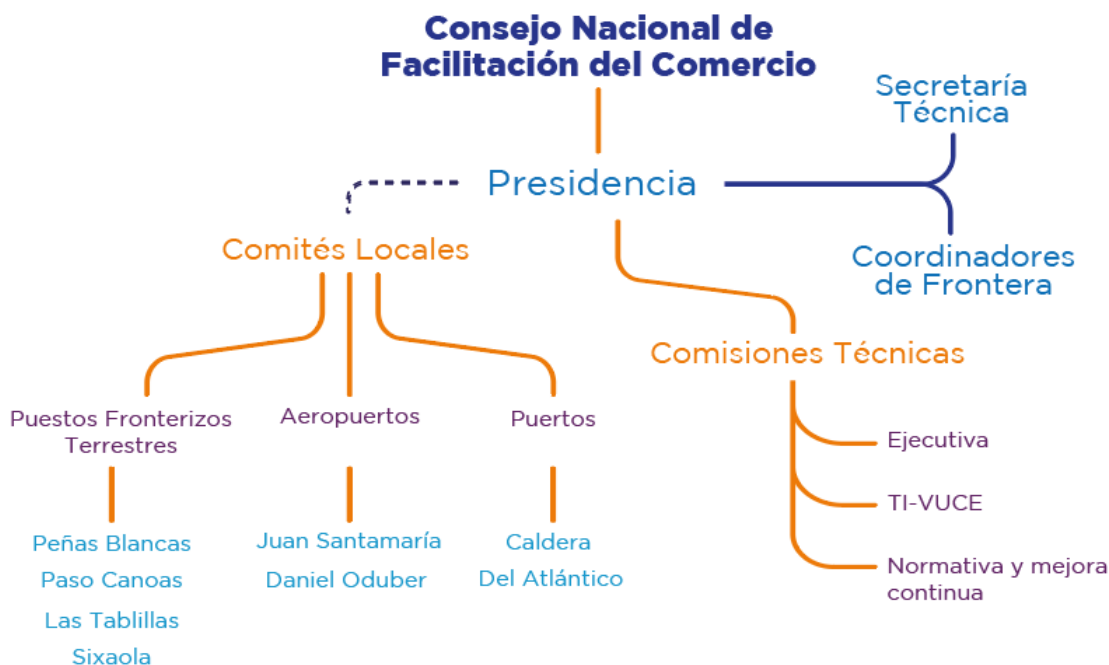 Consejo Nacional de
Facilitación del Comercio
Secretaría
Técnica
Presidencia
Coordinadores
de Frontera
Comités Locales
Comisiones Técnicas
Puestos Fronterizos
Terrestres
Aeropuertos
Puertos
Peñas Blancas
Paso Canoas
Las Tablillas
Sixaola
Juan Santamaría
Daniel Oduber
Caldera
Del Atlántico
Ejecutiva
TI-VUCE
Normativa y mejora
continua